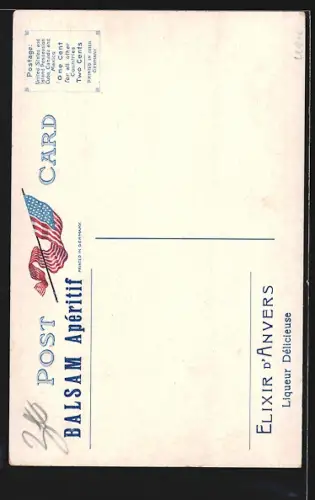 POST CARD
BALSAM Apéritif
PRINTED IN GERMANY
Postage:
United States and
Island Possessions
Cuba, Canada and
Mexico
One Cent
For all other
Countries
Two Cents
ELIXIR D'ANVERS
Liqueur Délicieuse